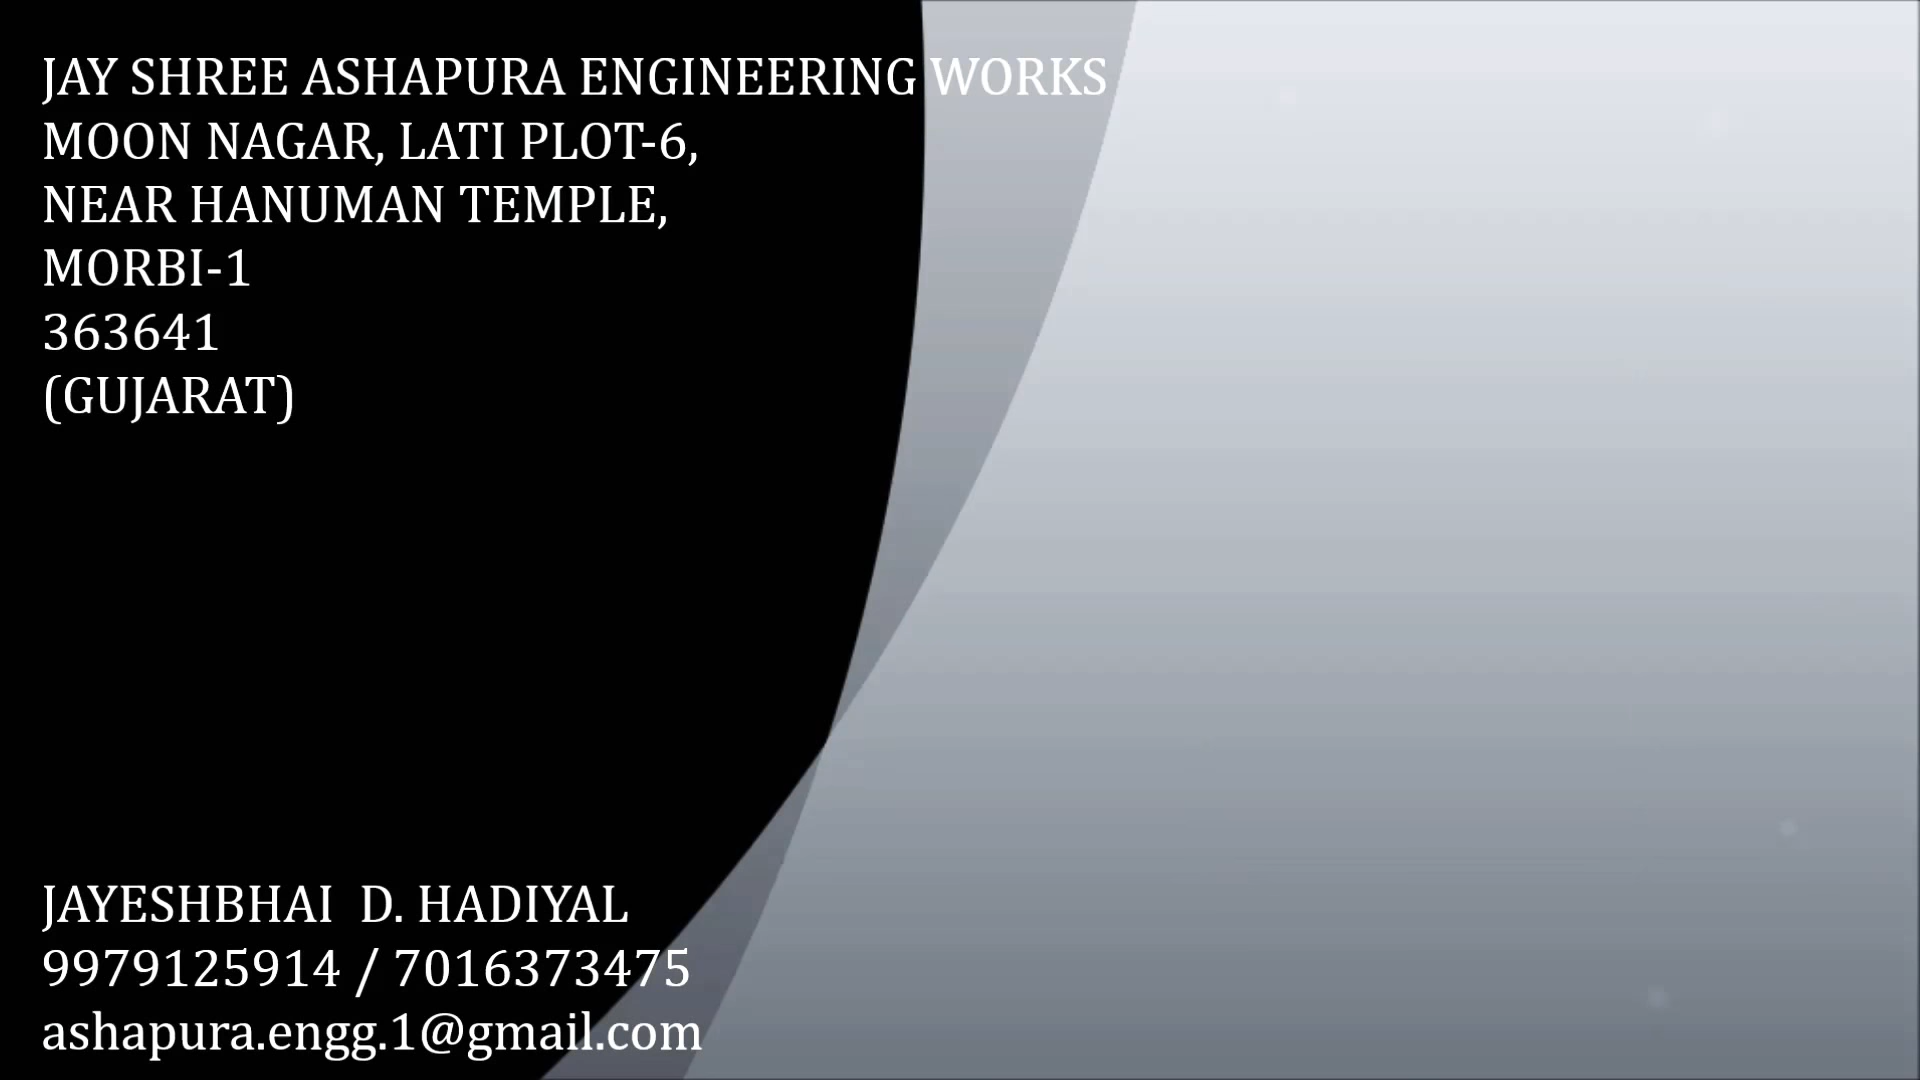 JAY SHREE ASHAPURA ENGINEERING WORKS
MOON NAGAR, LATI PLOT-6,
NEAR HANUMAN TEMPLE,
MORBI-1
363641
(GUJARAT)
JAYESHBHAI  D. HADIYAL
9979125914 / 7016373475
ashapura.engg.1@gmail.com